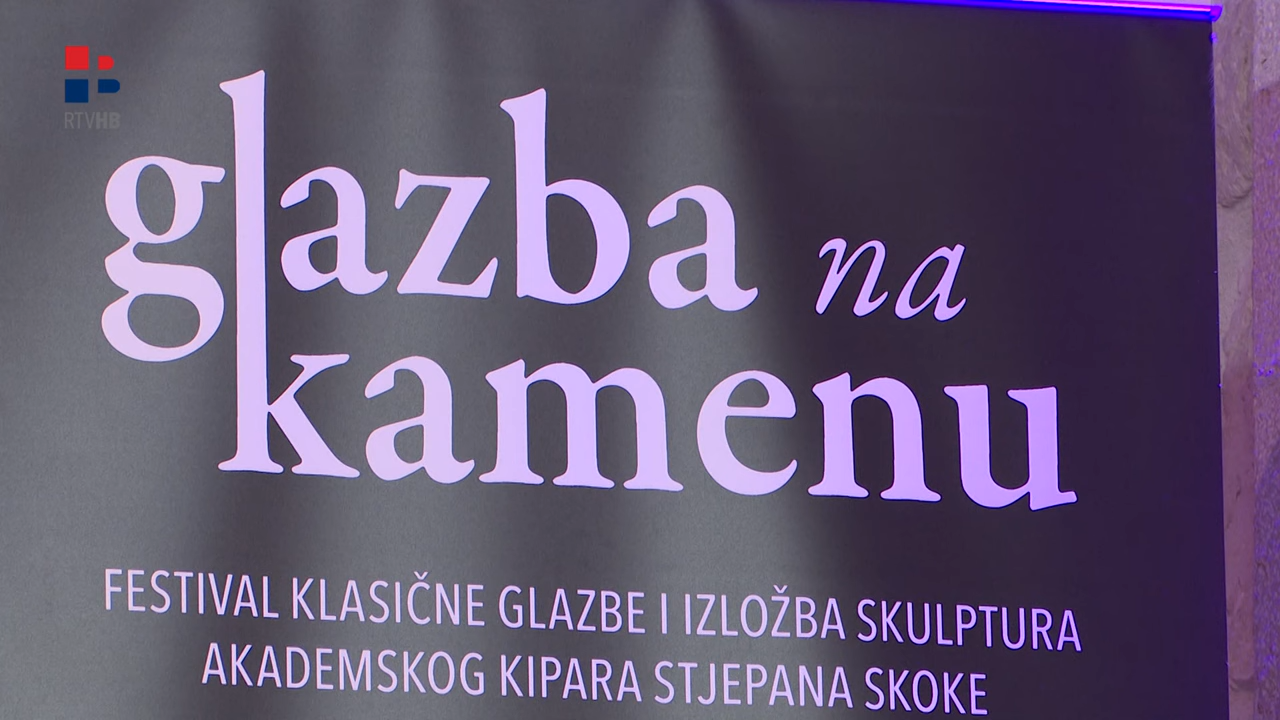 RTVHB
glazba na
kamenu
FESTIVAL KLASIČNE GLAZBE I IZLOŽBA SKULPTURA
AKADEMSKOG KIPARA STJEPANA SKOKE